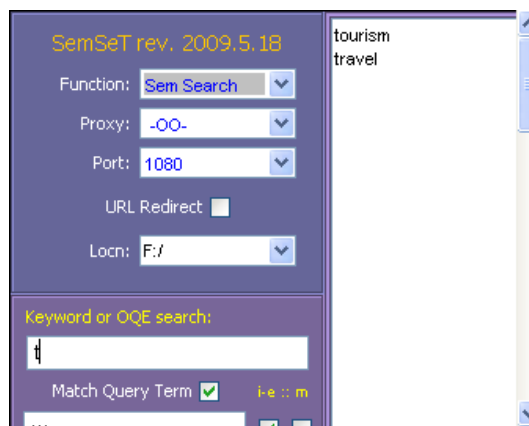 SemSeT rev. 2009.5.18
Function: Sem Search
Proxy: -OO-
Port: 1080
URL Redirect
Locn: F:/
Keyword or OQE search:
t
Match Query Term
i-e :: m
tourism
travel